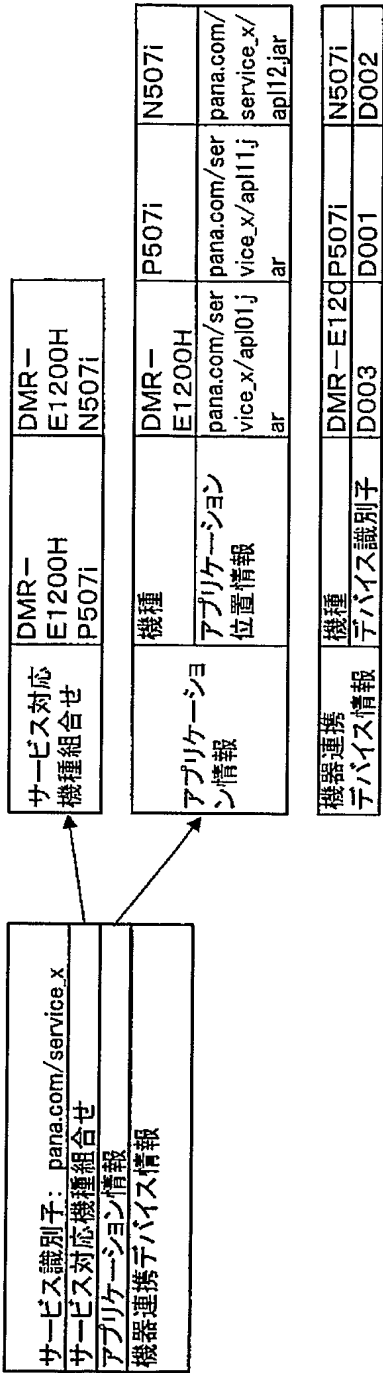 サービス識別子: pana.com/service_x
サービス対応機種組合せ
アプリケーション情報
機器連携デバイス情報
サービス対応
機種組合せ
DMR-
E1200H
P507i
DMR-
E1200H
N507i
アプリケーショ
ン情報
機種
DMR-
E1200H
P507i
N507i
アプリケーション
位置情報
pana.com/ser
vice_x/apl01.j
ar
pana.com/ser
vice_x/apl11.j
ar
pana.com/
service_x/
apl12.jar
機器連携
デバイス情報
機種
DMR-E120
P507i
N507i
デバイス識別子
D003
D001
D002